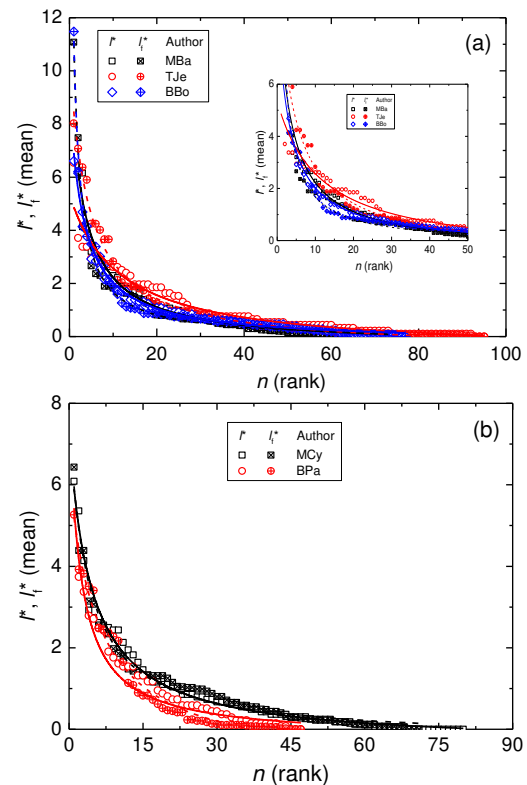 12
10
8
6
4
2
0
l*, l_f* (mean)
(a)
l* l_f* Author
MBa
TJe
BBo
6
4
2
0
l*, l_f* (mean)
l* l_f* Author
MBa
TJe
BBo
0 10 20 30 40 50
n (rank)
0 20 40 60 80 100
n (rank)
8
6
4
2
0
l*, l_f* (mean)
(b)
l* l_f* Author
MCy
BPa
0 15 30 45 60 75 90
n (rank)